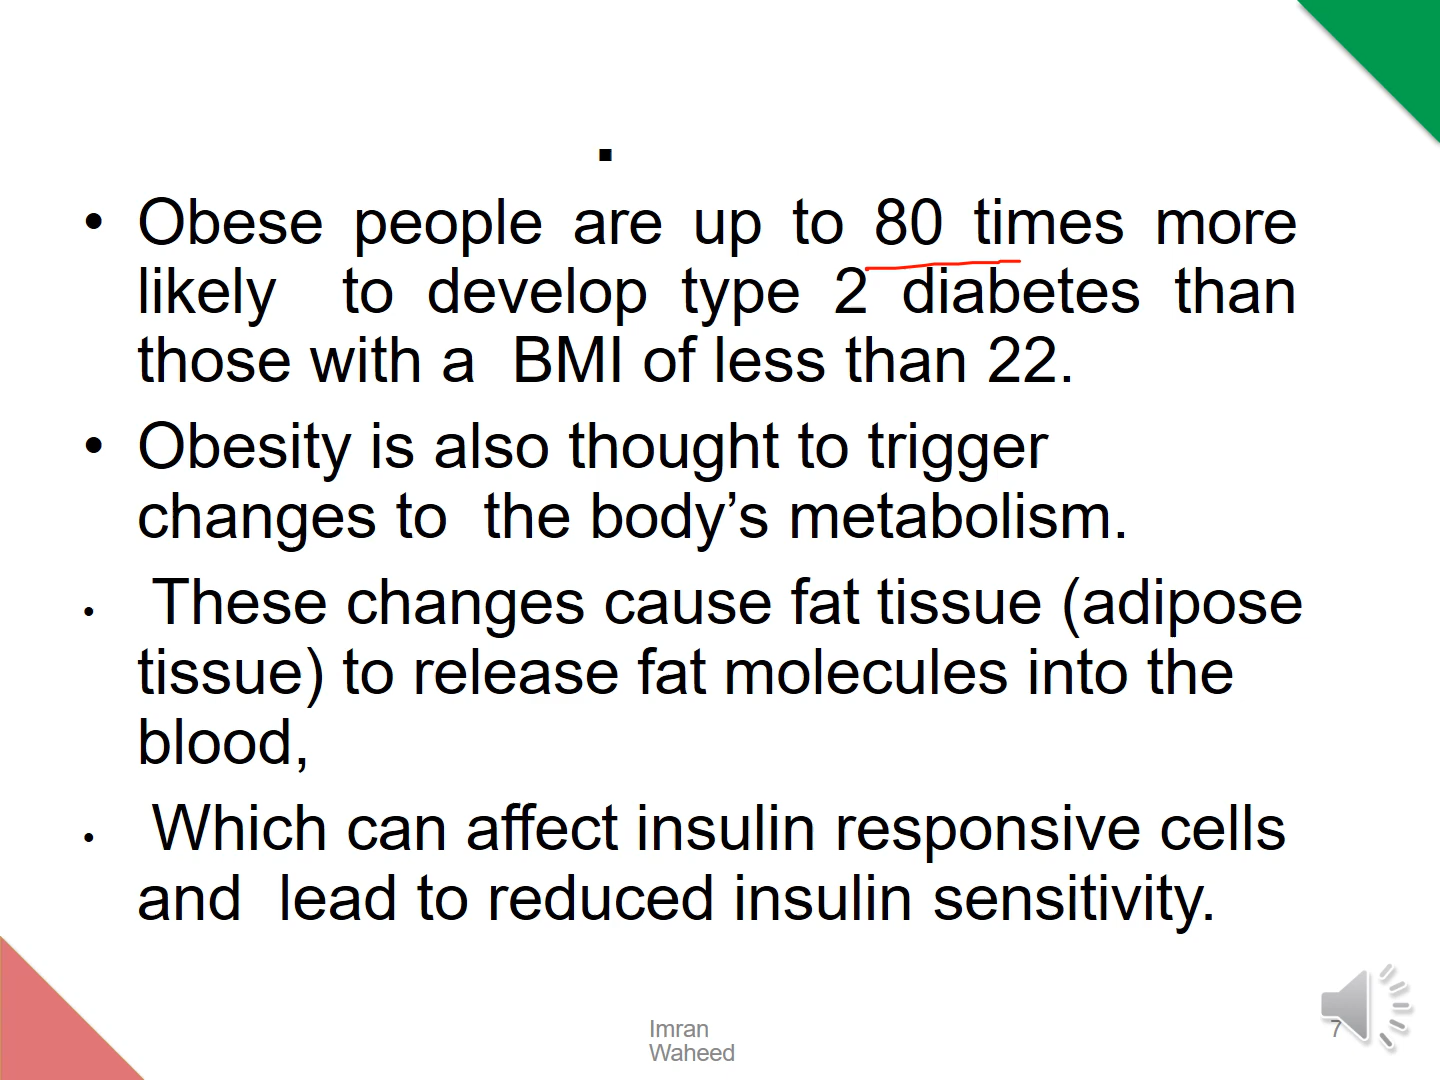 .
• Obese people are up to 80 times more
likely to develop type 2 diabetes than
those with a BMI of less than 22.
• Obesity is also thought to trigger
changes to the body’s metabolism.
• These changes cause fat tissue (adipose
tissue) to release fat molecules into the
blood,
• Which can affect insulin responsive cells
and lead to reduced insulin sensitivity.
Imran
Waheed
7